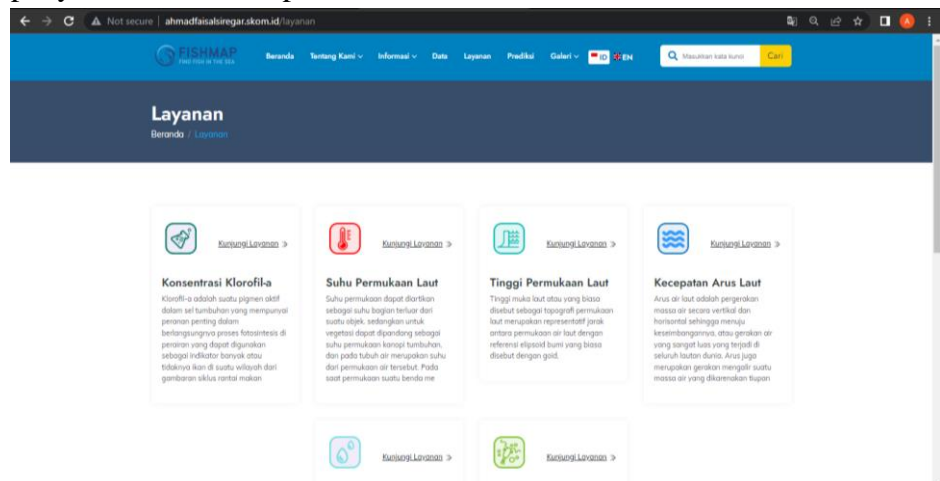 Not secure | ahmadfaisalsiregar.skom.id/layanan
FISHMAP
FIND FISH IN THE SEA
Beranda Tentang Kami Informasi Data Layanan Prediksi Galeri ID EN
Masukkan kata kunci Cari
Layanan
Beranda / Layanan
Kunjungi Layanan »
Konsentrasi Klorofil-a
Klorofil-a adalah suatu pigmen aktif
dalam sel tumbuhan yang mempunyai
peranan penting dalam
berlangsungnya proses fotosintesis di
perairan yang dapat digunakan
sebagai indikator banyak atau
tidaknya ikan di suatu wilayah dari
gambaran siklus rantai makan
Kunjungi Layanan »
Suhu Permukaan Laut
Suhu permukaan dapat diartikan
sebagai suhu bagian terluar dari
suatu objek. sedangkan untuk
vegetasi dapat dipandang sebagai
suhu permukaan kanopi tumbuhan,
dan pada tubuh air merupakan suhu
dari permukaan air tersebut. Pada
saat permukaan suatu benda me
Kunjungi Layanan »
Tinggi Permukaan Laut
Tinggi muka laut atau yang biasa
disebut sebagai topografi permukaan
laut merupakan representatif jarak
antara permukaan air laut dengan
referensi elipsoid bumi yang biasa
disebut dengan goid.
Kunjungi Layanan »
Kecepatan Arus Laut
Arus air laut adalah pergerakan
massa air secara vertikal dan
horisontal sehingga menuju
keseimbangannya, atau gerakan air
yang sangat luas yang terjadi di
seluruh lautan dunia. Arus juga
merupakan gerakan mengalir suatu
massa air yang dikarenakan tiupan
Kunjungi Layanan »
Kunjungi Layanan »